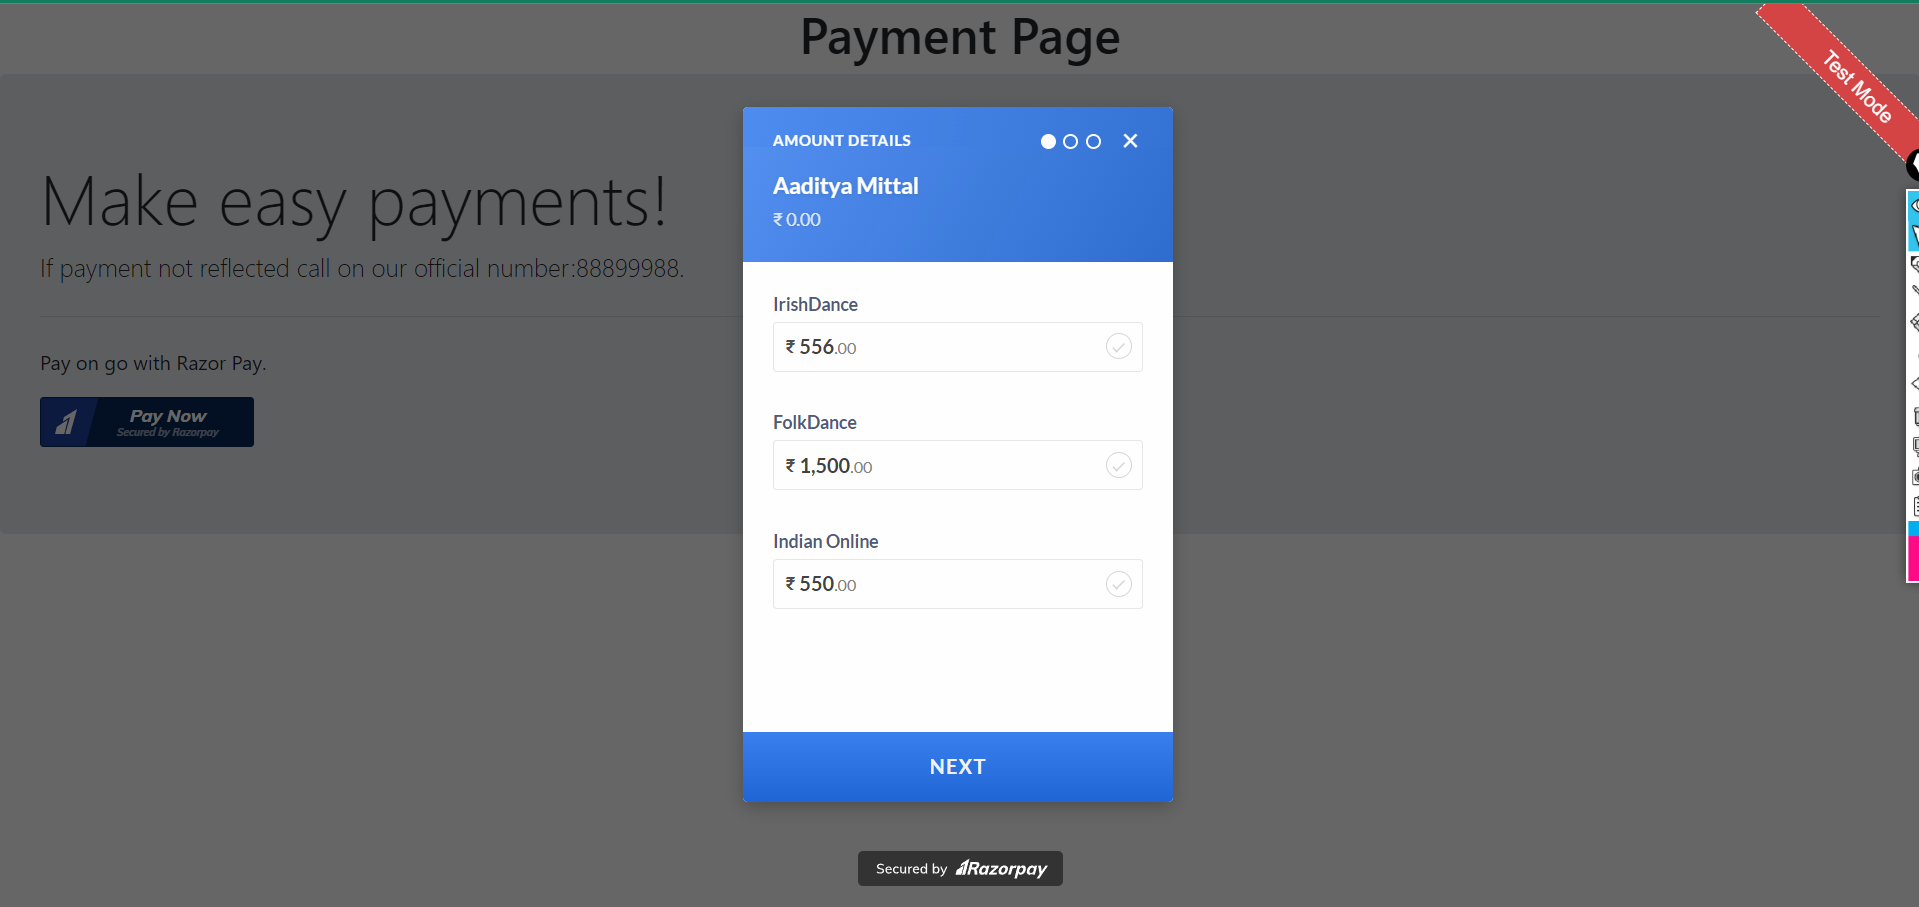 Payment Page
Test Mode
Make easy payments!
If payment not reflected call on our official number:88899988.
Pay on go with Razor Pay.
Pay Now
Secured by Razorpay
AMOUNT DETAILS
Aaditya Mittal
₹ 0.00
IrishDance
₹ 556.00
FolkDance
₹ 1,500.00
Indian Online
₹ 550.00
NEXT
Secured by Razorpay